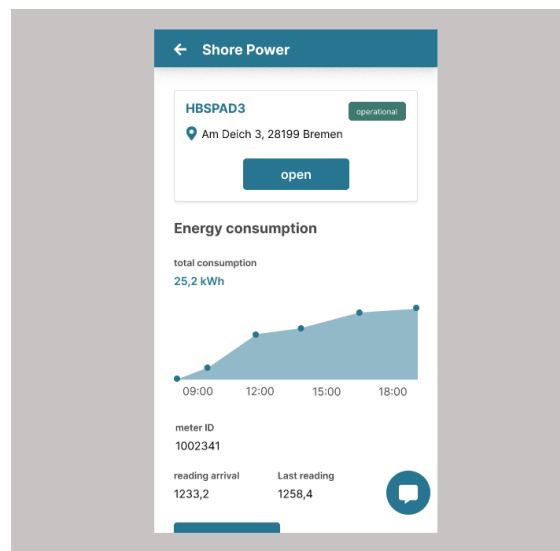 Shore Power
HBSPAD3
operational
Am Deich 3, 28199 Bremen
open
Energy consumption
total consumption
25,2 kWh
09:00 12:00 15:00 18:00
meter ID
1002341
reading arrival Last reading
1233,2 1258,4